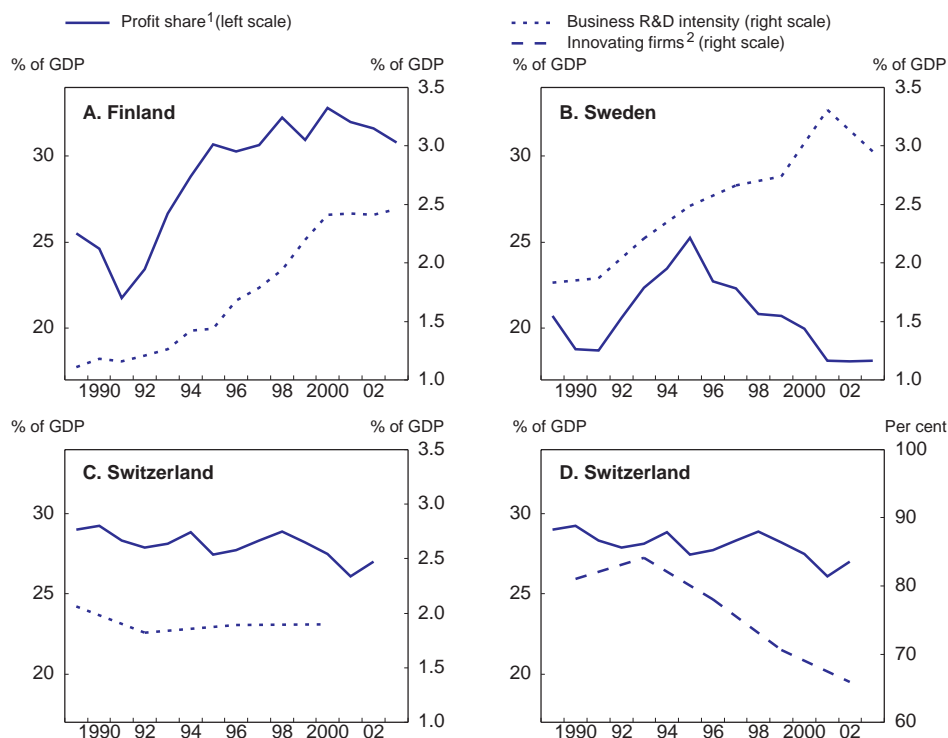 Profit share1 (left scale)
Business R&D intensity (right scale)
Innovating firms2 (right scale)
% of GDP % of GDP % of GDP % of GDP
A. Finland
B. Sweden
3.5 3.5
30 3.0 30 3.0
2.5 2.5
25 25
2.0 2.0
20 1.5 20 1.5
1.0 1.0
1990 92 94 96 98 2000 02 1990 92 94 96 98 2000 02
% of GDP % of GDP % of GDP Per cent
C. Switzerland
D. Switzerland
3.5 100
30 3.0 30 90
2.5
25 25 80
2.0
20 1.5 20 70
1.0 60
1990 92 94 96 98 2000 02 1990 92 94 96 98 2000 02